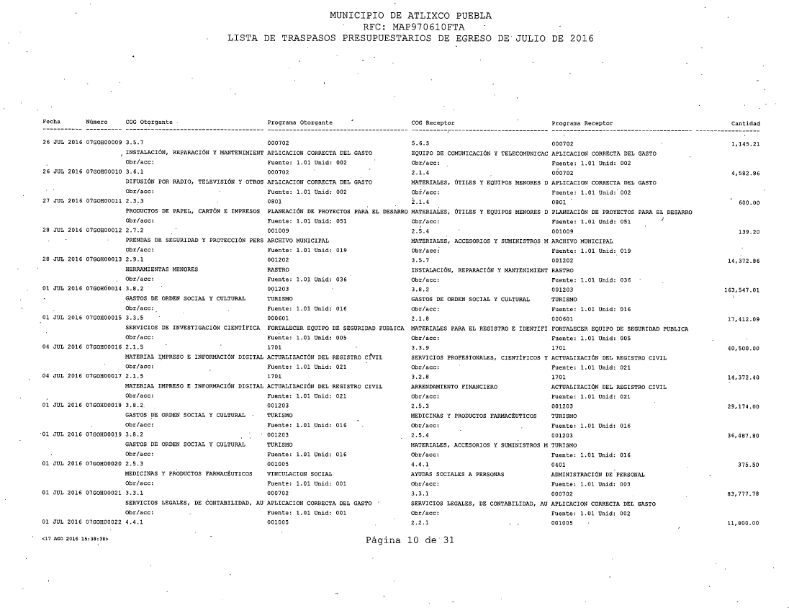 MUNICIPIO DE ATLIXCO PUEBLA
RFC: MAP970610FTA
LISTA DE TRASPASOS PRESUPUESTARIOS DE EGRESO DE JULIO DE 2016
Fecha Número COG Otorgante Programa Otorgante COG Receptor Programa Receptor Cantidad
26 JUL 2016 07GOH00009 3.5.7 000702 5.6.5 000702 1,145.21
INSTALACIÓN, REPARACIÓN Y MANTENIMIENT APLICACION CORRECTA DEL GASTO EQUIPO DE COMUNICACIÓN Y TELECOMUNICAC APLICACION CORRECTA DEL GASTO
Obr/acc: Fuente: 1.01 Unid: 002 Obr/acc: Fuente: 1.01 Unid: 002
26 JUL 2016 07GOH00010 3.6.1 000702 2.1.4 000702 4,582.86
DIFUSIÓN POR RADIO, TELEVISIÓN Y OTROS APLICACION CORRECTA DEL GASTO MATERIALES, ÚTILES Y EQUIPOS MENORES D APLICACION CORRECTA DEL GASTO
Obr/acc: Fuente: 1.01 Unid: 002 Obr/acc: Fuente: 1.01 Unid: 002
27 JUL 2016 07GOH00011 2.3.3 0801 2.1.4 0801 600.00
PRODUCTOS DE PAPEL, CARTÓN E IMPRESOS PLANEACIÓN DE PROYECTOS PARA EL DESARRO MATERIALES, ÚTILES Y EQUIPOS MENORES D PLANEACIÓN DE PROYECTOS PARA EL DESARRO
Obr/acc: Fuente: 1.01 Unid: 051 Obr/acc: Fuente: 1.01 Unid: 051
28 JUL 2016 07GOH00012 2.7.2 001009 2.5.4 001009 139.20
PRENDAS DE SEGURIDAD Y PROTECCIÓN PERS ARCHIVO MUNICIPAL MATERIALES, ACCESORIOS Y SUMINISTROS M ARCHIVO MUNICIPAL
Obr/acc: Fuente: 1.01 Unid: 019 Obr/acc: Fuente: 1.01 Unid: 019
28 JUL 2016 07GOH00013 2.9.1 001202 3.5.7 001202 14,372.86
HERRAMIENTAS MENORES RASTRO INSTALACIÓN, REPARACIÓN Y MANTENIMIENT RASTRO
Obr/acc: Fuente: 1.01 Unid: 036 Obr/acc: Fuente: 1.01 Unid: 036
01 JUL 2016 07GOH00014 3.8.2 001203 3.8.2 001203 163,547.01
GASTOS DE ORDEN SOCIAL Y CULTURAL TURISMO GASTOS DE ORDEN SOCIAL Y CULTURAL TURISMO
Obr/acc: Fuente: 1.01 Unid: 016 Obr/acc: Fuente: 1.01 Unid: 016
01 JUL 2016 07GOH00015 3.3.5 000601 2.1.8 000601 17,412.09
SERVICIOS DE INVESTIGACIÓN CIENTÍFICA FORTALECER EQUIPO DE SEGURIDAD PUBLICA MATERIALES PARA EL REGISTRO E IDENTIFI FORTALECER EQUIPO DE SEGURIDAD PUBLICA
Obr/acc: Fuente: 1.01 Unid: 005 Obr/acc: Fuente: 1.01 Unid: 005
04 JUL 2016 07GOH00016 2.1.5 1701 3.3.9 1701 40,500.00
MATERIAL IMPRESO E INFORMACIÓN DIGITAL ACTUALIZACIÓN DEL REGISTRO CIVIL SERVICIOS PROFESIONALES, CIENTÍFICOS Y ACTUALIZACIÓN DEL REGISTRO CIVIL
Obr/acc: Fuente: 1.01 Unid: 021 Obr/acc: Fuente: 1.01 Unid: 021
04 JUL 2016 07GOH00017 2.1.5 1701 3.2.8 1701 14,372.40
MATERIAL IMPRESO E INFORMACIÓN DIGITAL ACTUALIZACIÓN DEL REGISTRO CIVIL ARRENDAMIENTO FINANCIERO ACTUALIZACIÓN DEL REGISTRO CIVIL
Obr/acc: Fuente: 1.01 Unid: 021 Obr/acc: Fuente: 1.01 Unid: 021
01 JUL 2016 07GOH00018 3.8.2 001203 2.5.3 001203 29,174.00
GASTOS DE ORDEN SOCIAL Y CULTURAL TURISMO MEDICINAS Y PRODUCTOS FARMACÉUTICOS TURISMO
Obr/acc: Fuente: 1.01 Unid: 016 Obr/acc: Fuente: 1.01 Unid: 016
01 JUL 2016 07GOH00019 3.8.2 001203 2.5.4 001203 36,087.80
GASTOS DE ORDEN SOCIAL Y CULTURAL TURISMO MATERIALES, ACCESORIOS Y SUMINISTROS M TURISMO
Obr/acc: Fuente: 1.01 Unid: 016 Obr/acc: Fuente: 1.01 Unid: 016
01 JUL 2016 07GOH00020 2.5.3 001005 4.4.1 0401 375.50
MEDICINAS Y PRODUCTOS FARMACÉUTICOS VINCULACION SOCIAL AYUDAS SOCIALES A PERSONAS ADMINISTRACIÓN DE PERSONAL
Obr/acc: Fuente: 1.01 Unid: 001 Obr/acc: Fuente: 1.01 Unid: 003
01 JUL 2016 07GOH00021 3.3.1 000702 3.3.1 000702 83,777.78
SERVICIOS LEGALES, DE CONTABILIDAD, AU APLICACION CORRECTA DEL GASTO SERVICIOS LEGALES, DE CONTABILIDAD, AU APLICACION CORRECTA DEL GASTO
Obr/acc: Fuente: 1.01 Unid: 001 Obr/acc: Fuente: 1.01 Unid: 002
01 JUL 2016 07GOH00022 4.4.1 001005 2.2.1 001005 11,800.00
<17 AGO 2016 15:38:38> Página 10 de 31